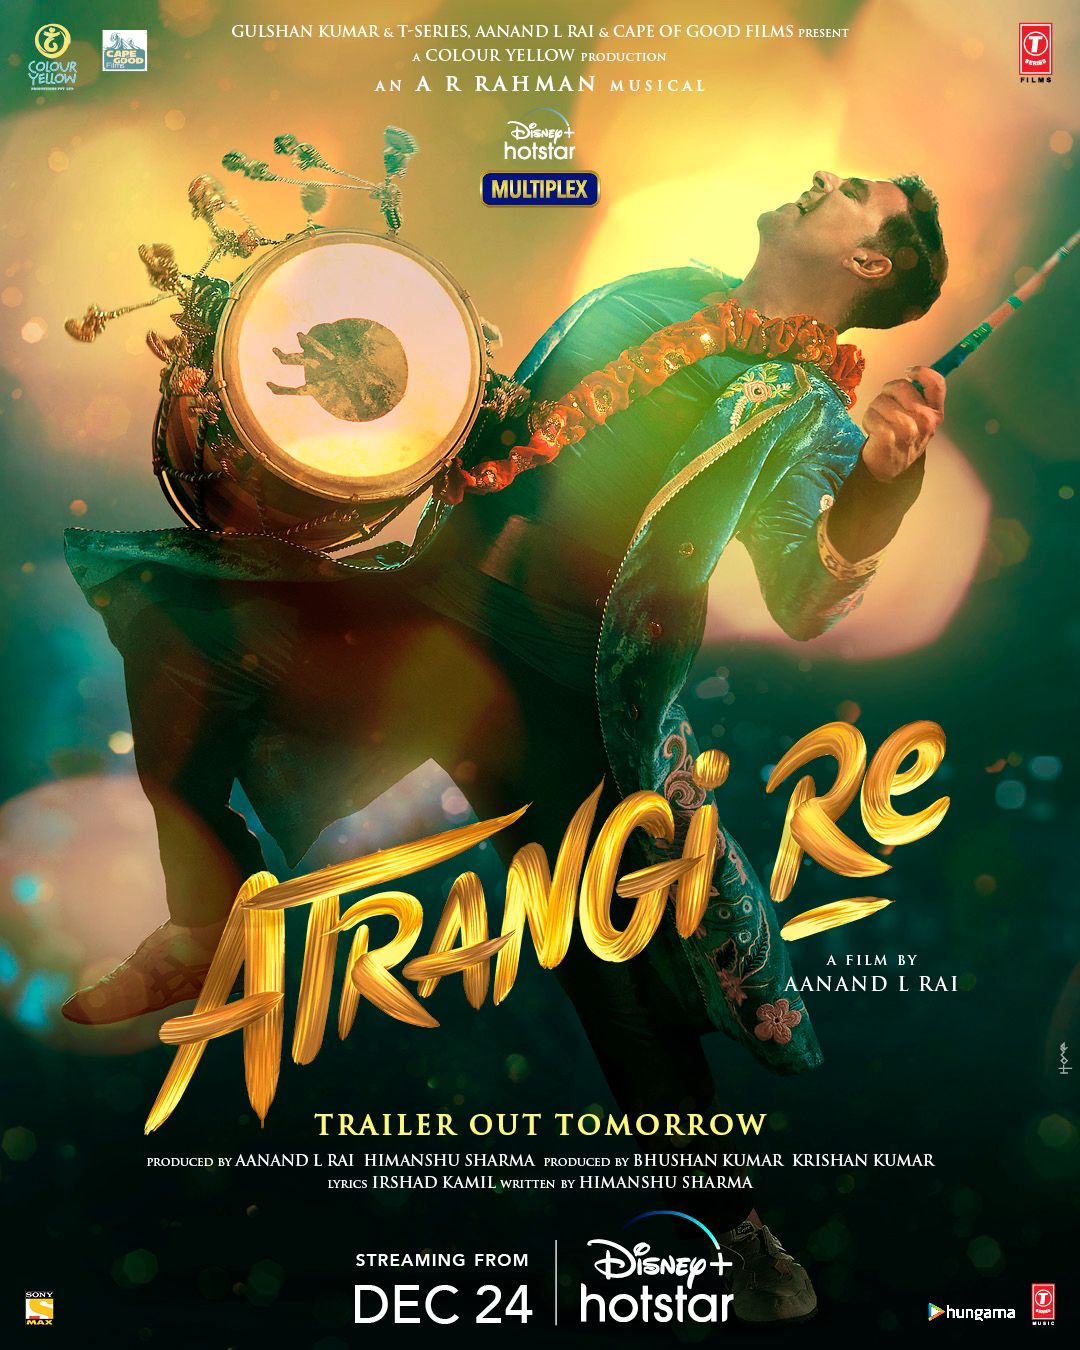 GULSHAN KUMAR & T-SERIES, AANAND L RAI & CAPE OF GOOD FILMS PRESENT
A COLOUR YELLOW PRODUCTION
AN A R RAHMAN MUSICAL
COLOUR
YELLOW
PRODUCTIONS PVT LTD
CAPE
GOOD
Films
T
SERIES
FILMS
Disney+
hotstar
MULTIPLEX
ATRANGI Re
A FILM BY
AANAND L RAI
TRAILER OUT TOMORROW
PRODUCED BY AANAND L RAI HIMANSHU SHARMA PRODUCED BY BHUSHAN KUMAR KRISHAN KUMAR
LYRICS IRSHAD KAMIL WRITTEN BY HIMANSHU SHARMA
STREAMING FROM
DEC 24
Disney+
hotstar
SONY
S
MAX
hungama
T
SERIES
MUSIC